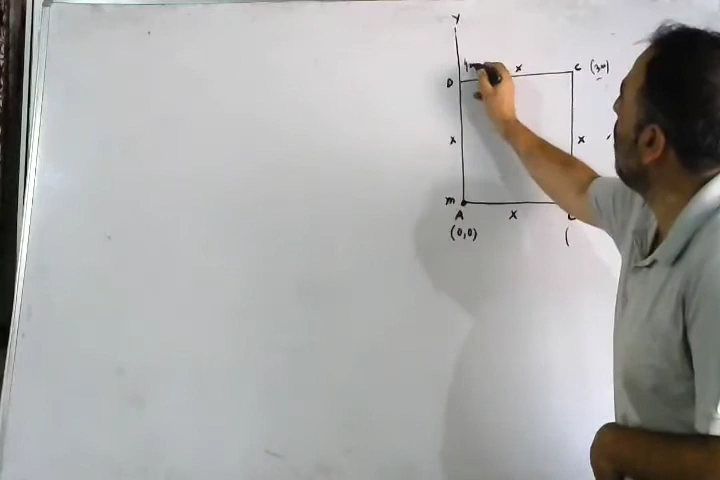 Y
x C (3m)
D
x x
m
A x
(0,0) (